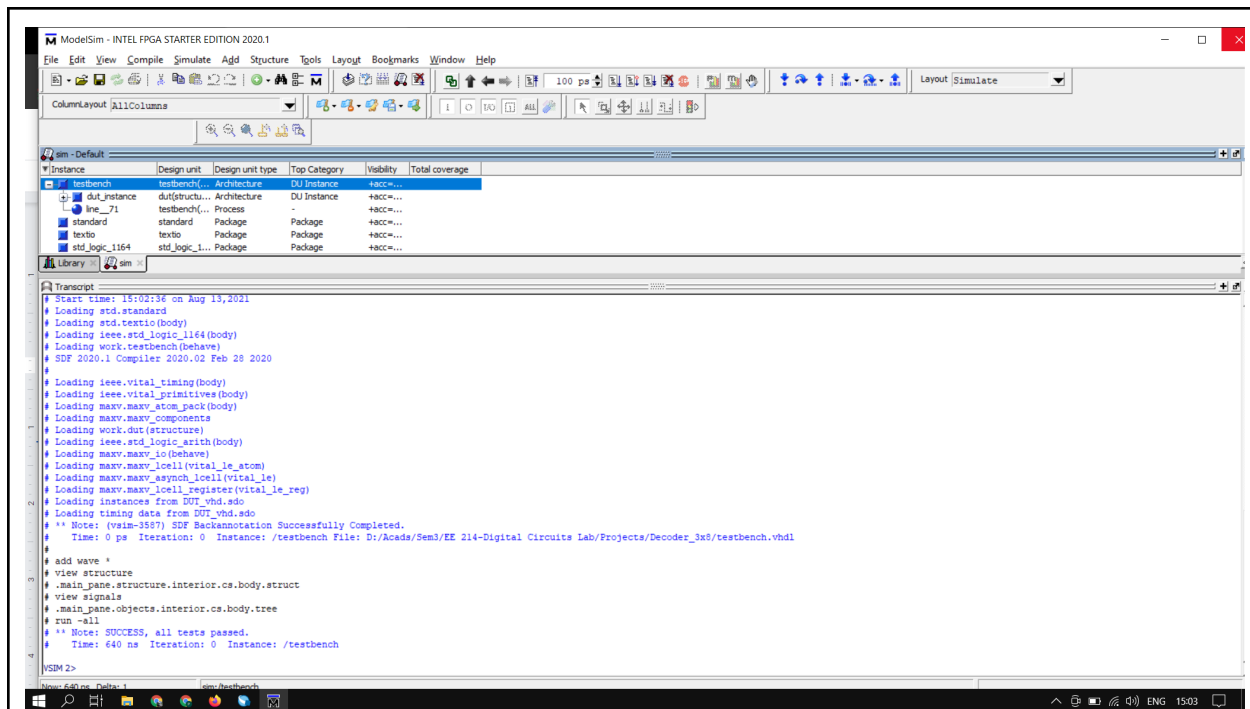 ModelSim - INTEL FPGA STARTER EDITION 2020.1
File Edit View Compile Simulate Add Structure Tools Layout Bookmarks Window Help
100 ps
Layout Simulate
ColumnLayout AllColumns
sim - Default
Instance Design unit Design unit type Top Category Visibility Total coverage
testbench testbench(... Architecture DU Instance +acc=...
dut_instance dut(structu... Architecture DU Instance +acc=...
line__71 testbench(... Process - +acc=...
standard standard Package Package +acc=...
textio textio Package Package +acc=...
std_logic_1164 std_logic_1... Package Package +acc=...
Library sim
Transcript
# Start time: 15:02:36 on Aug 13,2021
# Loading std.standard
# Loading std.textio(body)
# Loading ieee.std_logic_1164(body)
# Loading work.testbench(behave)
# SDF 2020.1 Compiler 2020.02 Feb 28 2020
#
# Loading ieee.vital_timing(body)
# Loading ieee.vital_primitives(body)
# Loading maxv.maxv_atom_pack(body)
# Loading maxv.maxv_components
# Loading work.dut(structure)
# Loading ieee.std_logic_arith(body)
# Loading maxv.maxv_io(behave)
# Loading maxv.maxv_lcell(vital_le_atom)
# Loading maxv.maxv_asynch_lcell(vital_le)
# Loading maxv.maxv_lcell_register(vital_le_reg)
# Loading instances from DUT_vhd.sdo
# Loading timing data from DUT_vhd.sdo
# ** Note: (vsim-3587) SDF Backannotation Successfully Completed.
# Time: 0 ps Iteration: 0 Instance: /testbench File: D:/Acads/Sem3/EE 214-Digital Circuits Lab/Projects/Decoder_3x8/testbench.vhdl
#
# add wave *
# view structure
# .main_pane.structure.interior.cs.body.struct
# view signals
# .main_pane.objects.interior.cs.body.tree
# run -all
# ** Note: SUCCESS, all tests passed.
# Time: 640 ns Iteration: 0 Instance: /testbench
VSIM 2>
Now: 640 ns Delta: 1 sim:/testbench
ENG 15:03